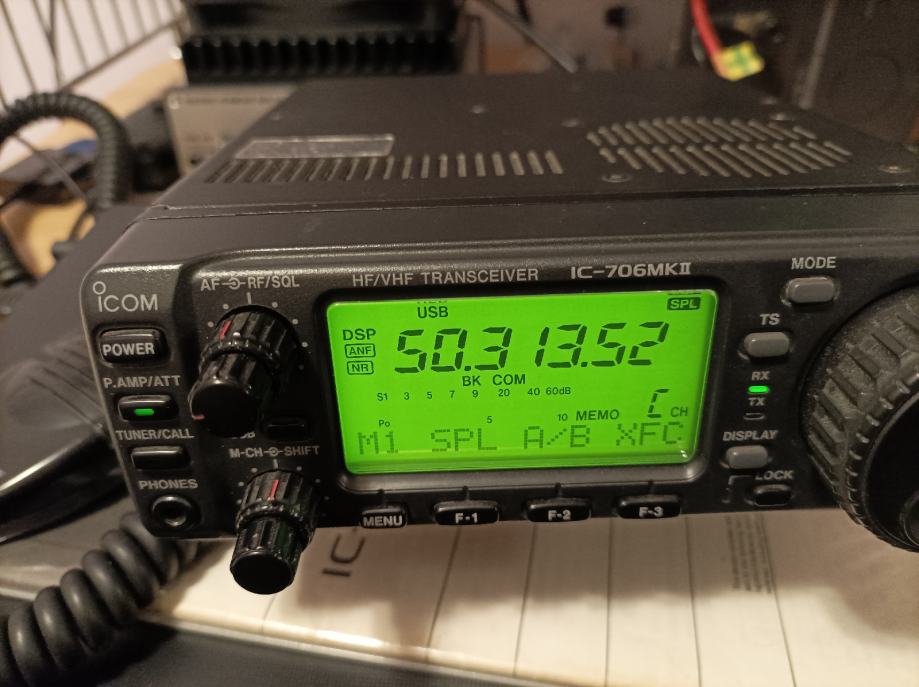 ICOM
AF RF/SQL
HF/VHF TRANSCEIVER
IC-706MKII
MODE
POWER
P.AMP/ATT
TUNER/CALL
PHONES
M-CH SHIFT
USB
SPL
DSP
ANF
NR
50.313.52
BK COM
S1 3 5 7 9 20 40 60dB
Po 5 10 MEMO C CH
M1 SPL A/B XFC
MENU
F-1
F-2
F-3
TS
RX
TX
DISPLAY
LOCK
IC-